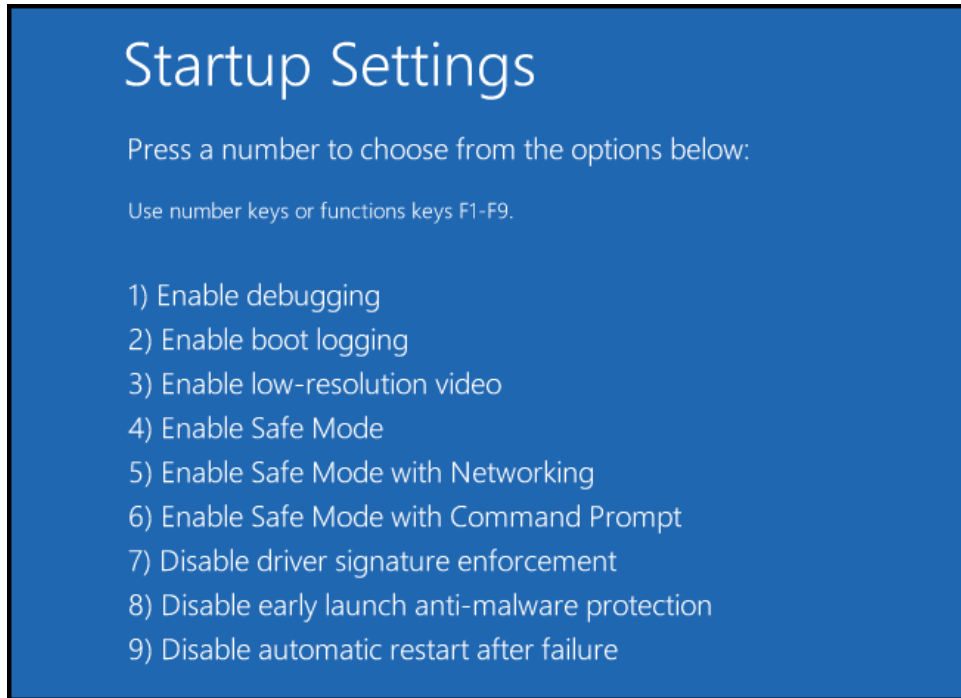 Startup Settings
Press a number to choose from the options below:
Use number keys or functions keys F1-F9.
1) Enable debugging
2) Enable boot logging
3) Enable low-resolution video
4) Enable Safe Mode
5) Enable Safe Mode with Networking
6) Enable Safe Mode with Command Prompt
7) Disable driver signature enforcement
8) Disable early launch anti-malware protection
9) Disable automatic restart after failure